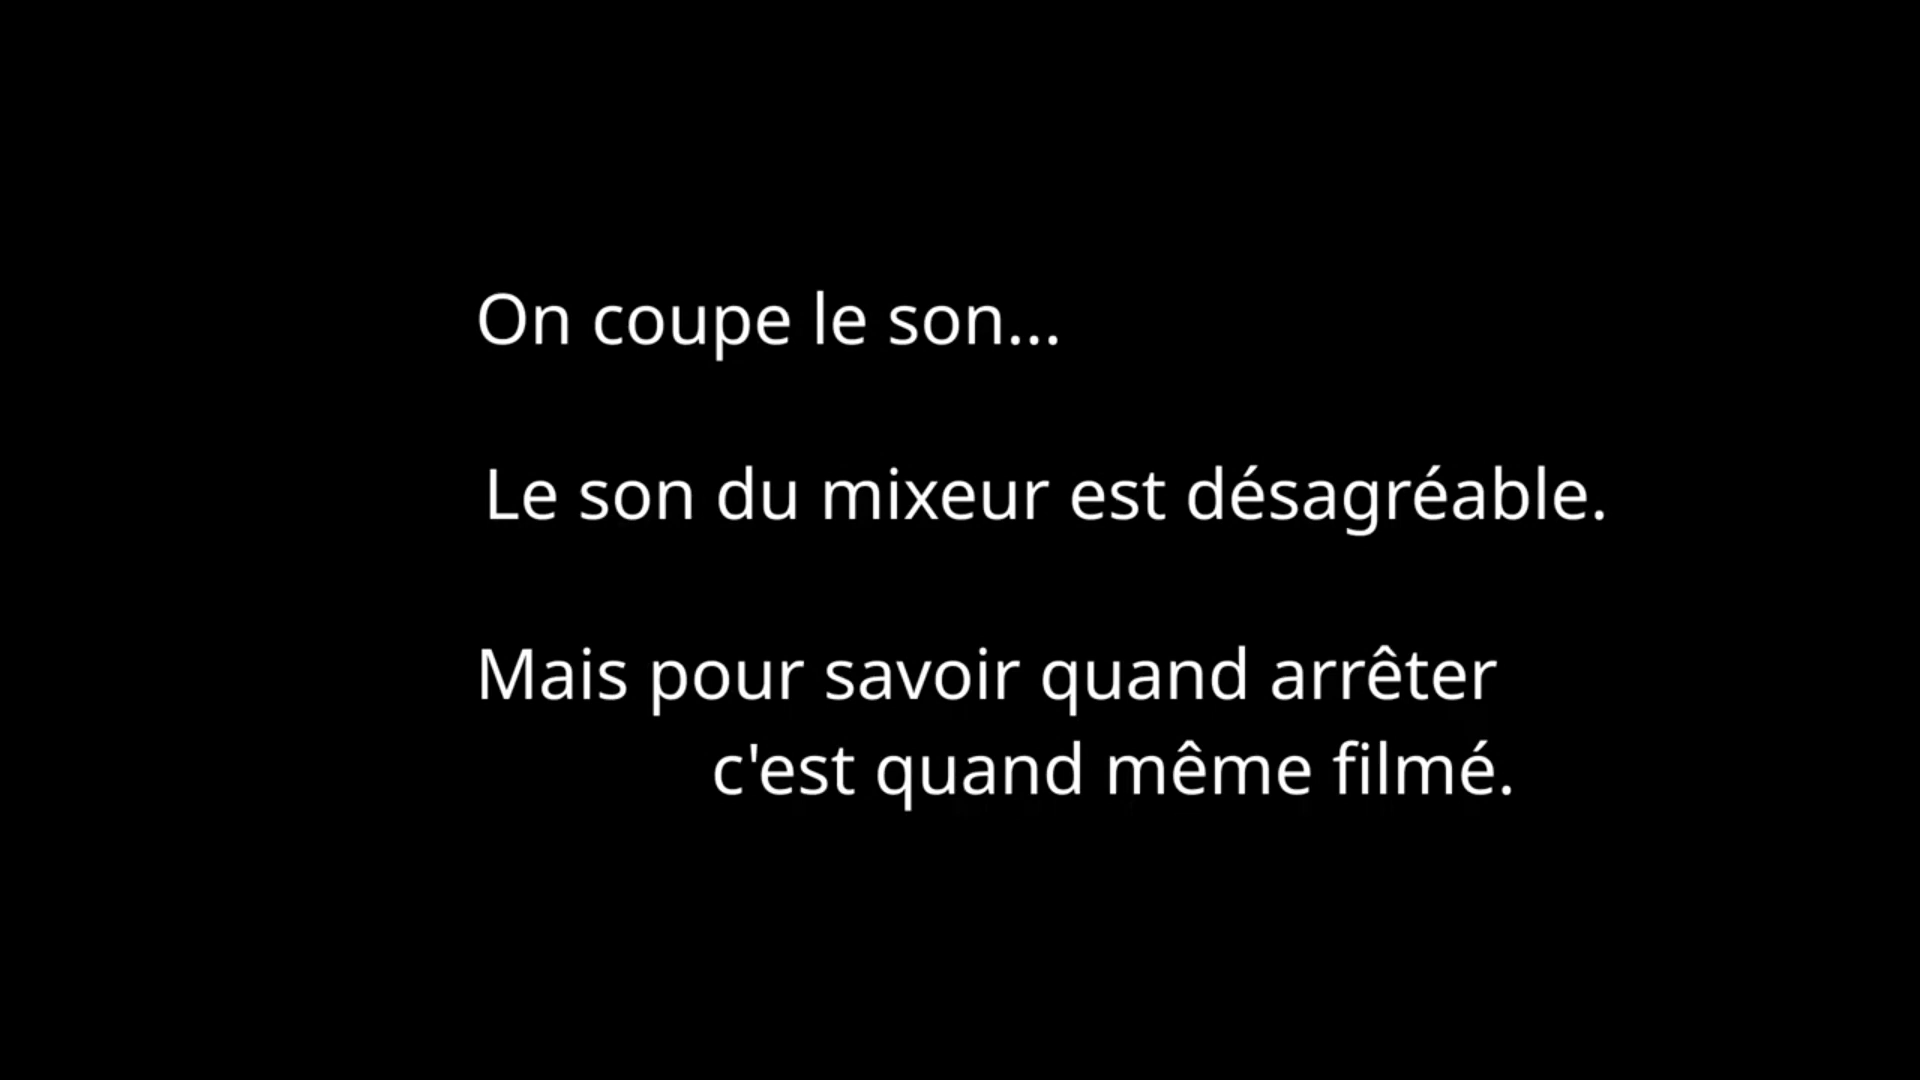 On coupe le son...
Le son du mixeur est désagréable.
Mais pour savoir quand arrêter
c'est quand même filmé.